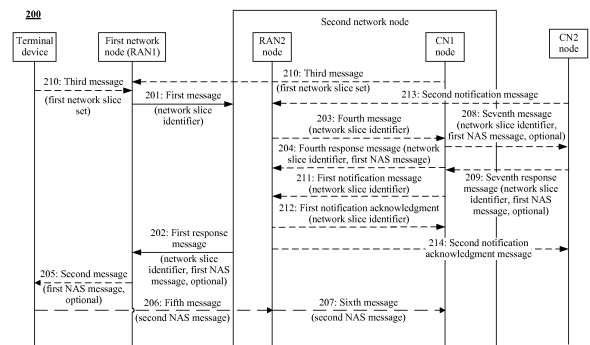 200
Second network node
Terminal
device
First network
node (RAN1)
RAN2
node
CN1
node
CN2
node
210: Third message
(first network slice set)
210: Third message
(first network slice set)
213: Second notification message
201: First message
(network slice
identifier)
208: Seventh message
(network slice identifier,
first NAS message, optional)
203: Fourth message
(network slice identifier)
204: Fourth response message (network
slice identifier, first NAS message)
209: Seventh response
message (network slice
identifier, first NAS
message, optional)
211: First notification message
(network slice identifier)
212: First notification acknowledgment
(network slice identifier)
202: First response
message
(network slice
identifier, first NAS
message, optional)
214: Second notification
acknowledgment message
205: Second message
(first NAS message,
optional)
206: Fifth message
(second NAS message)
207: Sixth message
(second NAS message)